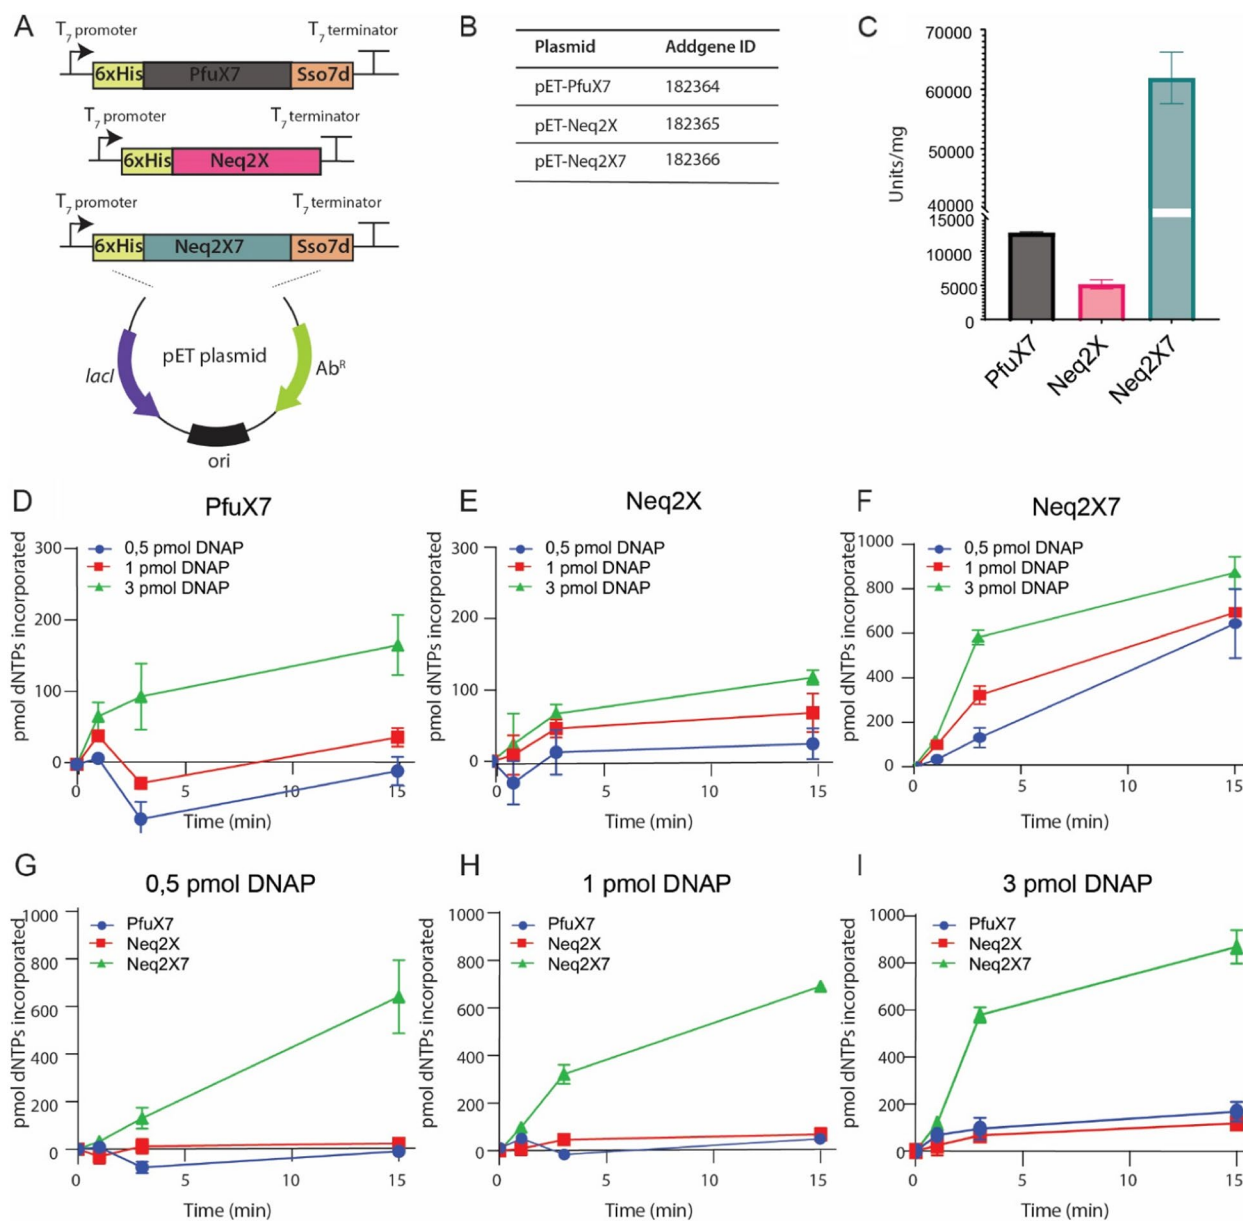 A
T7 promoter
T7 terminator
6xHis
PfuX7
Sso7d
T7 promoter
T7 terminator
6xHis
Neq2X
T7 promoter
T7 terminator
6xHis
Neq2X7
Sso7d
lacI
pET plasmid
AbR
ori
B
Plasmid Addgene ID
pET-PfuX7 182364
pET-Neq2X 182365
pET-Neq2X7 182366
C
Units/mg
70000
60000
50000
40000
15000
10000
5000
0
PfuX7
Neq2X
Neq2X7
D
PfuX7
pmol dNTPs incorporated
0,5 pmol DNAP
1 pmol DNAP
3 pmol DNAP
300
200
100
0
0 5 10 15
Time (min)
E
Neq2X
pmol dNTPs incorporated
0,5 pmol DNAP
1 pmol DNAP
3 pmol DNAP
300
200
100
0
0 5 10 15
Time (min)
F
Neq2X7
pmol dNTPs incorporated
0,5 pmol DNAP
1 pmol DNAP
3 pmol DNAP
1000
800
600
400
200
0
0 5 10 15
Time (min)
G
0,5 pmol DNAP
pmol dNTPs incorporated
PfuX7
Neq2X
Neq2X7
1000
800
600
400
200
0
0 5 10 15
Time (min)
H
1 pmol DNAP
pmol dNTPs incorporated
PfuX7
Neq2X
Neq2X7
1000
800
600
400
200
0
0 5 10 15
Time (min)
I
3 pmol DNAP
pmol dNTPs incorporated
PfuX7
Neq2X
Neq2X7
1000
800
600
400
200
0
0 5 10 15
Time (min)